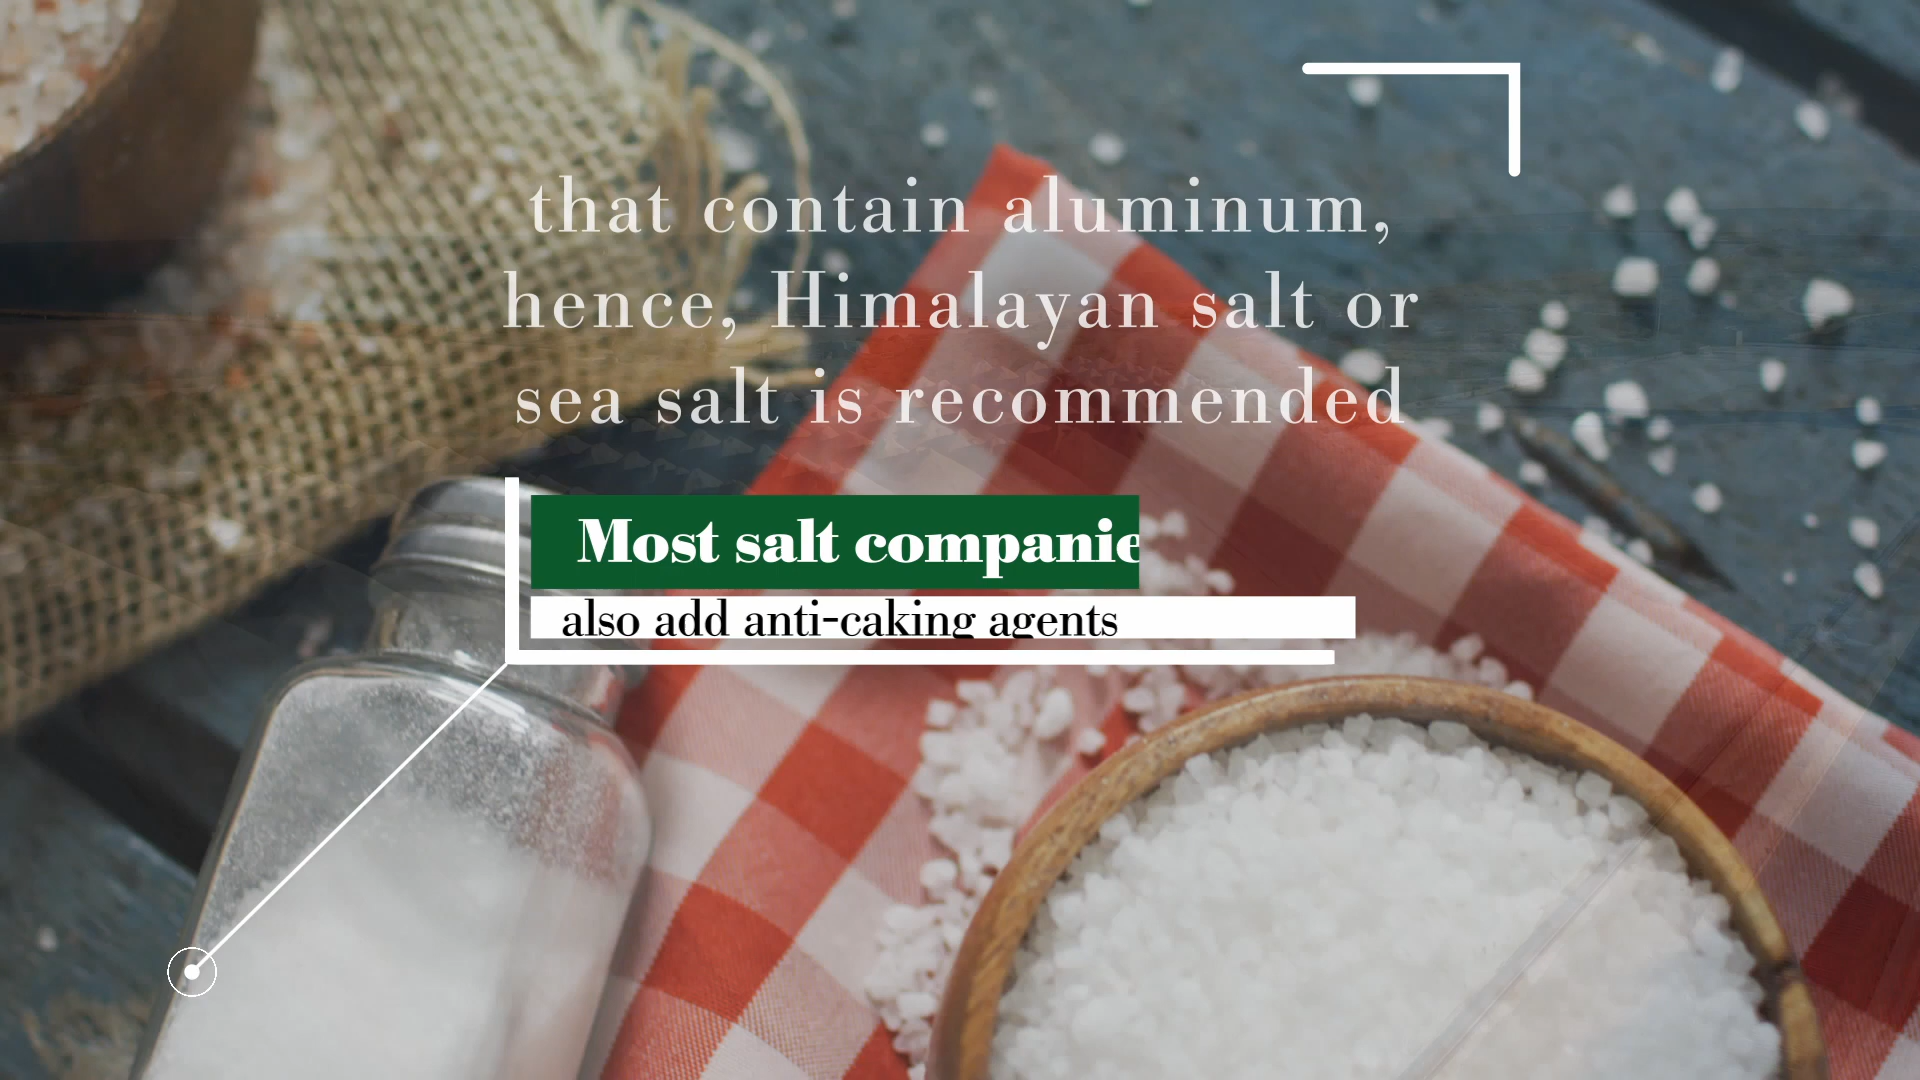 that contain aluminum,
hence, Himalayan salt or
sea salt is recommended
Most salt companie
also add anti-caking agents